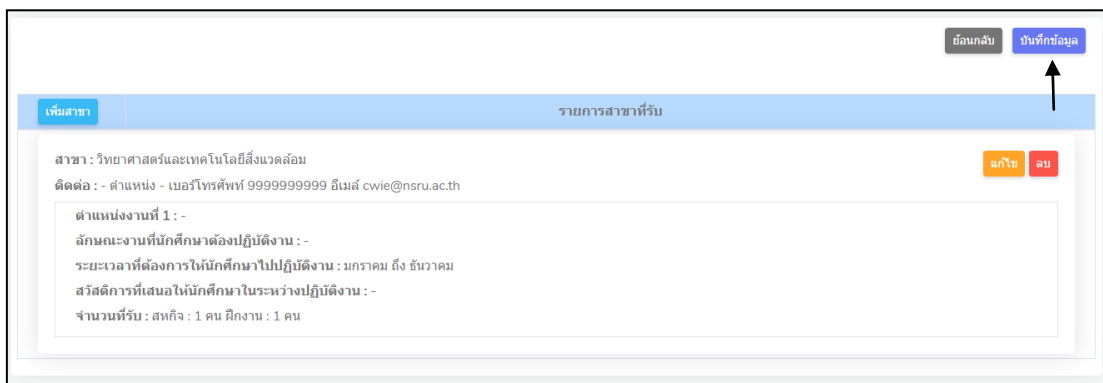 ย้อนกลับ บันทึกข้อมูล
เพิ่มสาขา รายการสาขาที่รับ
สาขา : วิทยาศาสตร์และเทคโนโลยีสิ่งแวดล้อม
แก้ไข ลบ
ติดต่อ : - ตำแหน่ง - เบอร์โทรศัพท์ 9999999999 อีเมล์ cwie@nsru.ac.th
ตำแหน่งงานที่ 1 : -
ลักษณะงานที่นักศึกษาต้องปฏิบัติงาน : -
ระยะเวลาที่ต้องการให้นักศึกษาไปปฏิบัติงาน : มกราคม ถึง ธันวาคม
สวัสดิการที่เสนอให้นักศึกษาในระหว่างปฏิบัติงาน : -
จำนวนที่รับ : สหกิจ : 1 คน ฝึกงาน : 1 คน